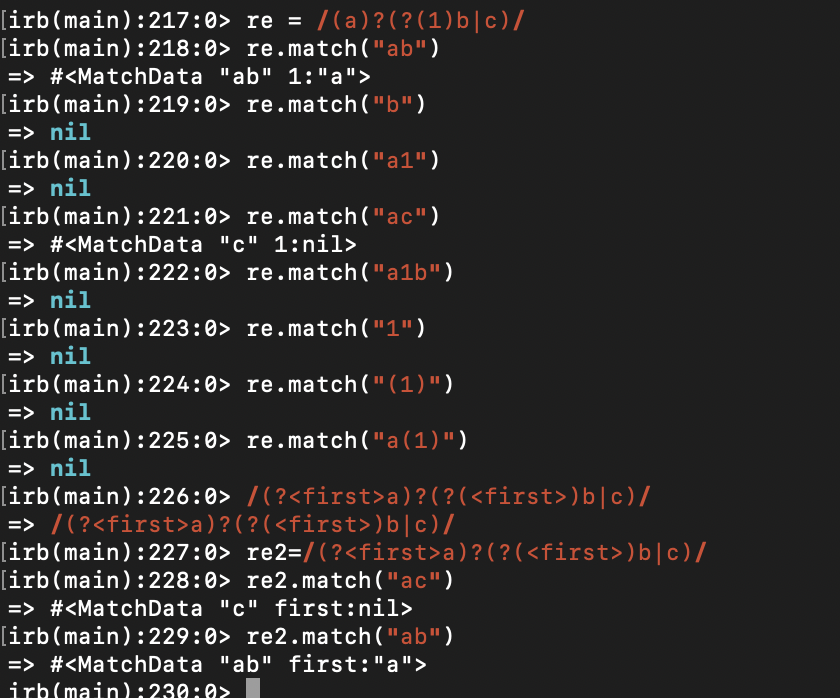 [irb(main):217:0> re = /(a)?(?(1)b|c)/
[irb(main):218:0> re.match("ab")
=> #<MatchData "ab" 1:"a">
[irb(main):219:0> re.match("b")
=> nil
[irb(main):220:0> re.match("a1")
=> nil
[irb(main):221:0> re.match("ac")
=> #<MatchData "c" 1:nil>
[irb(main):222:0> re.match("a1b")
=> nil
[irb(main):223:0> re.match("1")
=> nil
[irb(main):224:0> re.match("(1)")
=> nil
[irb(main):225:0> re.match("a(1)")
=> nil
[irb(main):226:0> /(?<first>a)?(?(<first>)b|c)/
=> /(?<first>a)?(?(<first>)b|c)/
[irb(main):227:0> re2=/(?<first>a)?(?(<first>)b|c)/
[irb(main):228:0> re2.match("ac")
=> #<MatchData "c" first:nil>
[irb(main):229:0> re2.match("ab")
=> #<MatchData "ab" first:"a">
irb(main):230:0>